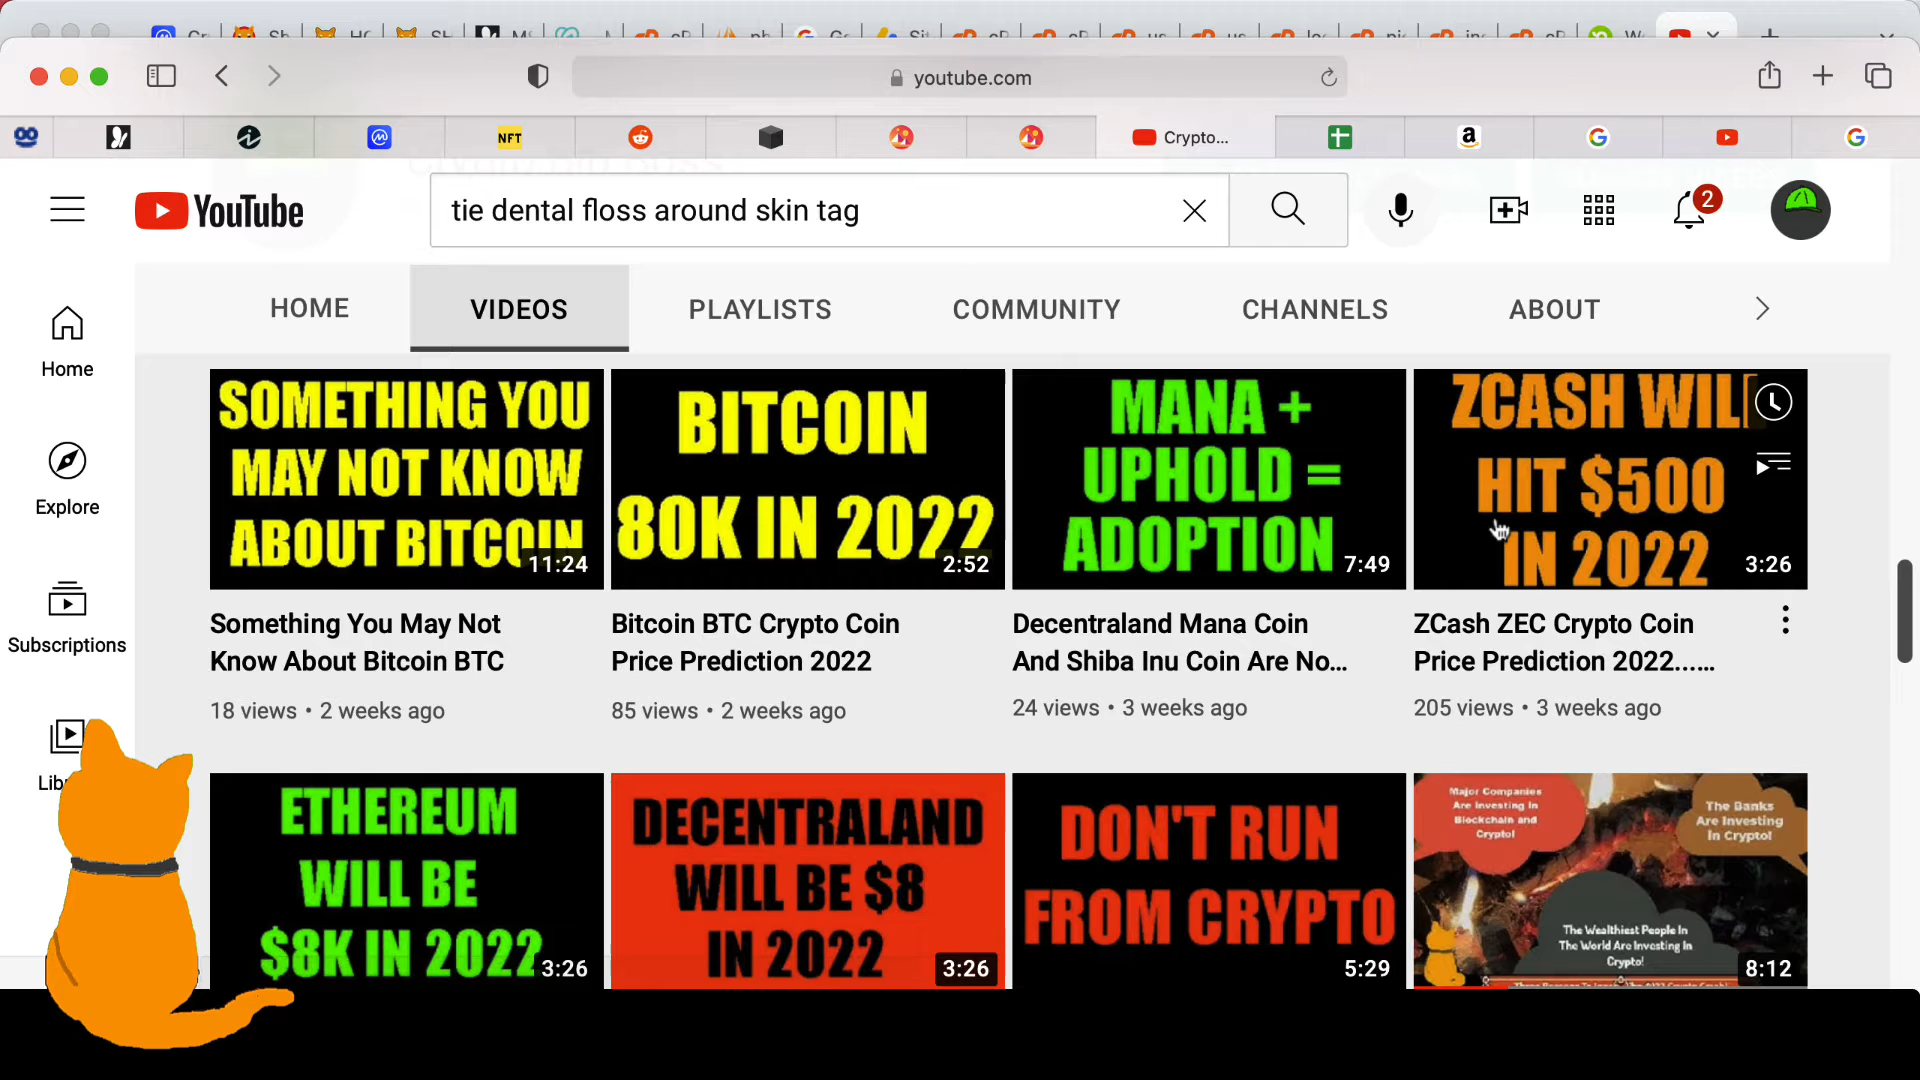 youtube.com
NFT
Crypto...
YouTube
tie dental floss around skin tag
2
HOME
VIDEOS
PLAYLISTS
COMMUNITY
CHANNELS
ABOUT
Home
Explore
Subscriptions
SOMETHING YOU
MAY NOT KNOW
ABOUT BITCOIN
11:24
Something You May Not
Know About Bitcoin BTC
18 views • 2 weeks ago
BITCOIN
80K IN 2022
2:52
Bitcoin BTC Crypto Coin
Price Prediction 2022
85 views • 2 weeks ago
MANA +
UPHOLD =
ADOPTION
7:49
Decentraland Mana Coin
And Shiba Inu Coin Are No...
24 views • 3 weeks ago
ZCASH WILL
HIT $500
IN 2022
3:26
ZCash ZEC Crypto Coin
Price Prediction 2022......
205 views • 3 weeks ago
ETHEREUM
WILL BE
$8K IN 2022
3:26
DECENTRALAND
WILL BE $8
IN 2022
3:26
DON'T RUN
FROM CRYPTO
5:29
Major Companies
Are Investing In
Blockchain and
Crypto!
The Banks
Are Investing
In Crypto!
The Wealthiest People In
The World Are Investing In
Crypto!
8:12